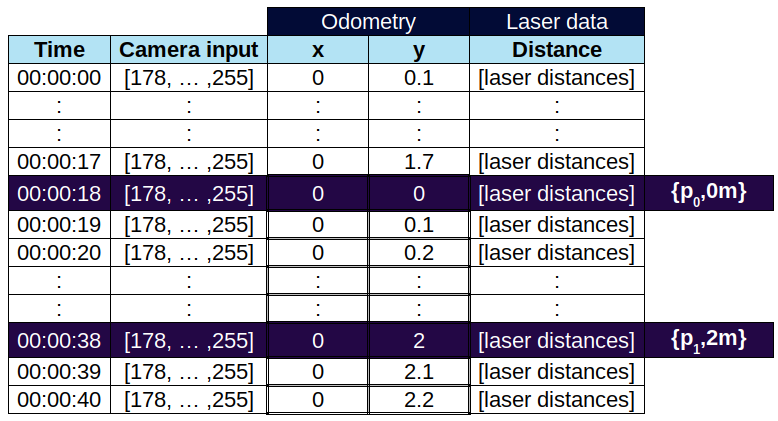 Odometry Laser data
Time Camera input x y Distance
00:00:00 [178, … ,255] 0 0.1 [laser distances]
: : : : :
: : : : :
00:00:17 [178, … ,255] 0 1.7 [laser distances]
00:00:18 [178, … ,255] 0 0 [laser distances] {p0,0m}
00:00:19 [178, … ,255] 0 0.1 [laser distances]
00:00:20 [178, … ,255] 0 0.2 [laser distances]
: : : : :
: : : : :
00:00:38 [178, … ,255] 0 2 [laser distances] {p1,2m}
00:00:39 [178, … ,255] 0 2.1 [laser distances]
00:00:40 [178, … ,255] 0 2.2 [laser distances]